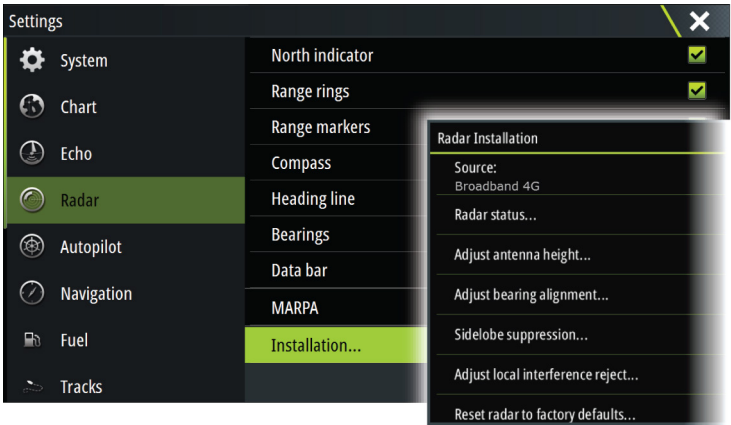 Settings
System
Chart
Echo
Radar
Autopilot
Navigation
Fuel
Tracks
North indicator
Range rings
Range markers
Compass
Heading line
Bearings
Data bar
MARPA
Installation...
Radar Installation
Source:
Broadband 4G
Radar status...
Adjust antenna height...
Adjust bearing alignment...
Sidelobe suppression...
Adjust local interference reject...
Reset radar to factory defaults...